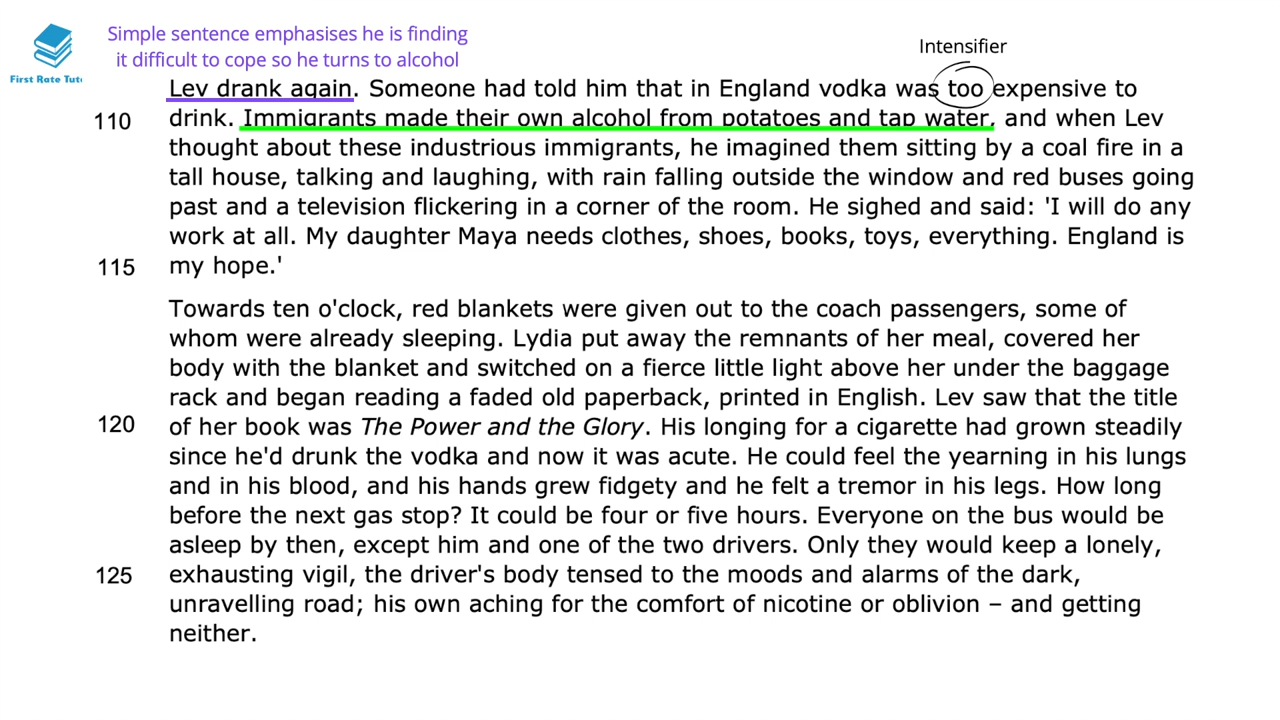 Simple sentence emphasises he is finding
it difficult to cope so he turns to alcohol
Intensifier
First Rate Tut
Lev drank again. Someone had told him that in England vodka was too expensive to
110 drink. Immigrants made their own alcohol from potatoes and tap water, and when Lev
thought about these industrious immigrants, he imagined them sitting by a coal fire in a
tall house, talking and laughing, with rain falling outside the window and red buses going
past and a television flickering in a corner of the room. He sighed and said: 'I will do any
work at all. My daughter Maya needs clothes, shoes, books, toys, everything. England is
115 my hope.'
Towards ten o'clock, red blankets were given out to the coach passengers, some of
whom were already sleeping. Lydia put away the remnants of her meal, covered her
body with the blanket and switched on a fierce little light above her under the baggage
rack and began reading a faded old paperback, printed in English. Lev saw that the title
120 of her book was The Power and the Glory. His longing for a cigarette had grown steadily
since he'd drunk the vodka and now it was acute. He could feel the yearning in his lungs
and in his blood, and his hands grew fidgety and he felt a tremor in his legs. How long
before the next gas stop? It could be four or five hours. Everyone on the bus would be
asleep by then, except him and one of the two drivers. Only they would keep a lonely,
125 exhausting vigil, the driver's body tensed to the moods and alarms of the dark,
unravelling road; his own aching for the comfort of nicotine or oblivion – and getting
neither.